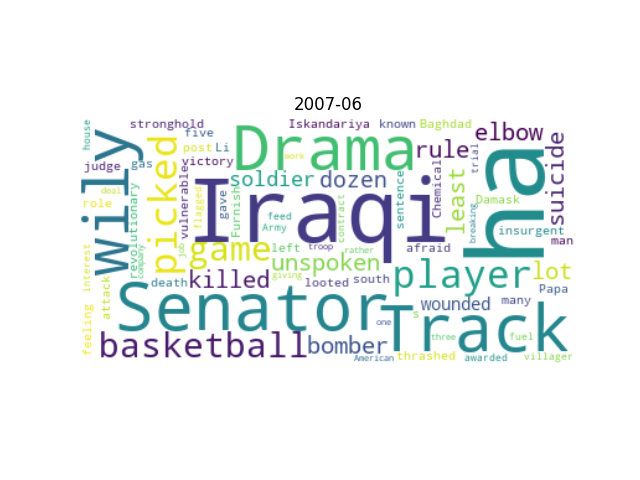 2007-06
house
stronghold
Iskandariya
known
Baghdad
five
elbow
post
Li
Drama
rule
judge
gas
victory
work
trial
suicide
wily
picked
vulnerable
soldier
dozen
sentence
Chemical
least
ha
deal
role
revolutionary
flagged
gave
Furnish
Iraqi
Damask
feed
Army
contract
breaking
insurgent
man
game
left
troop
rather
afraid
job
unspoken
company
interest
feeling
attack
death
killed
giving
looted
south
player
lot
Papa
Senator
wounded
many
s
Track
one
basketball
bomber
three
fuel
American
thrashed
awarded
villager